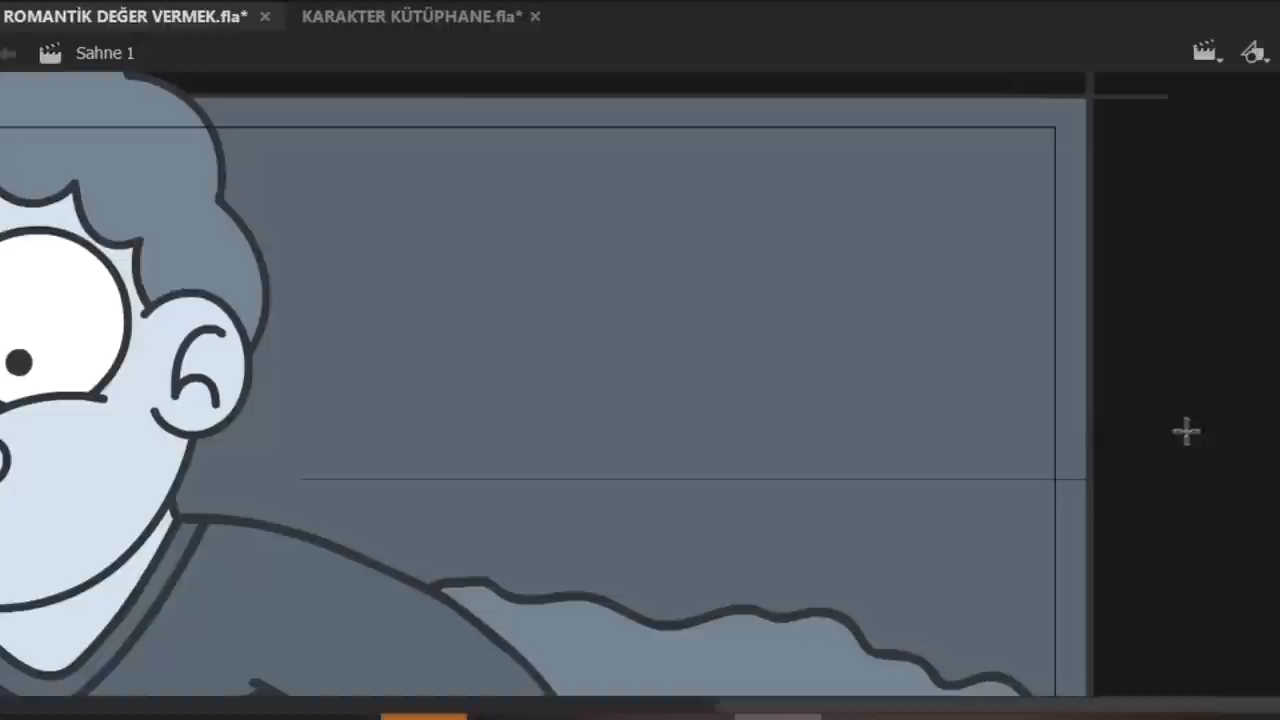 ROMANTİK DEĞER VERMEK.fla* × KARAKTER KÜTÜPHANE.fla* ×
Sahne 1